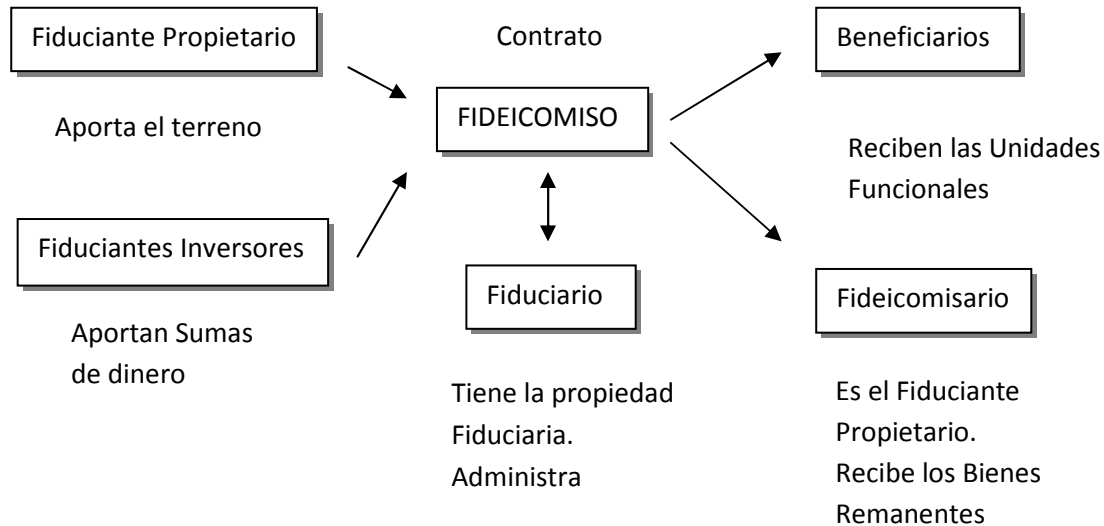 Fiduciante Propietario
Aporta el terreno
Fiduciantes Inversores
Aportan Sumas
de dinero
Contrato
FIDEICOMISO
Fiduciario
Tiene la propiedad
Fiduciaria.
Administra
Beneficiarios
Reciben las Unidades
Funcionales
Fideicomisario
Es el Fiduciante
Propietario.
Recibe los Bienes
Remanentes